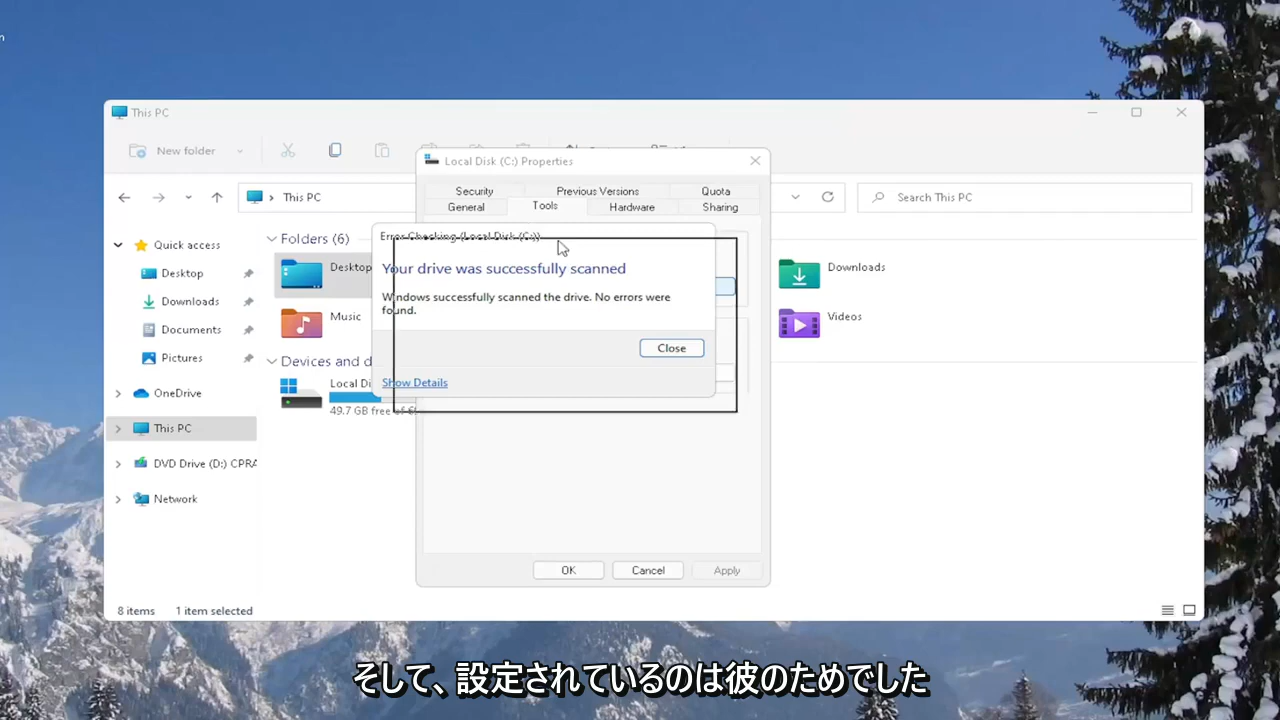 n
This PC
New folder
Local Disk (C:) Properties
Security
Previous Versions
Quota
General
Tools
Hardware
Sharing
This PC
Search This PC
Quick access
Desktop
Downloads
Documents
Pictures
OneDrive
This PC
DVD Drive (D:) CPRA
Network
Folders (6)
Desktop
Music
Downloads
Videos
Devices and d
Local Di
49.7 GB free of
Error Checking (Local Disk (C:))
Your drive was successfully scanned
Windows successfully scanned the drive. No errors were
found.
Close
Show Details
OK
Cancel
Apply
8 items
1 item selected
そして、設定されているのは彼のためでした